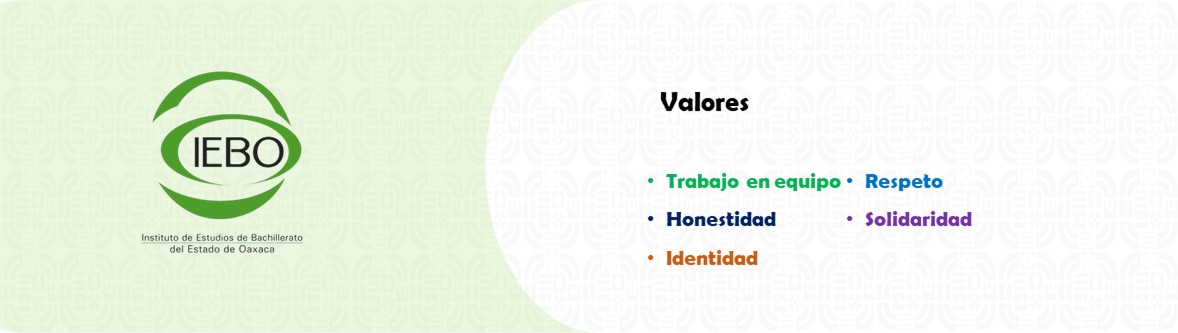 IEBO
Instituto de Estudios de Bachillerato
del Estado de Oaxaca
Valores
• Trabajo en equipo
• Honestidad
• Identidad
• Respeto
• Solidaridad